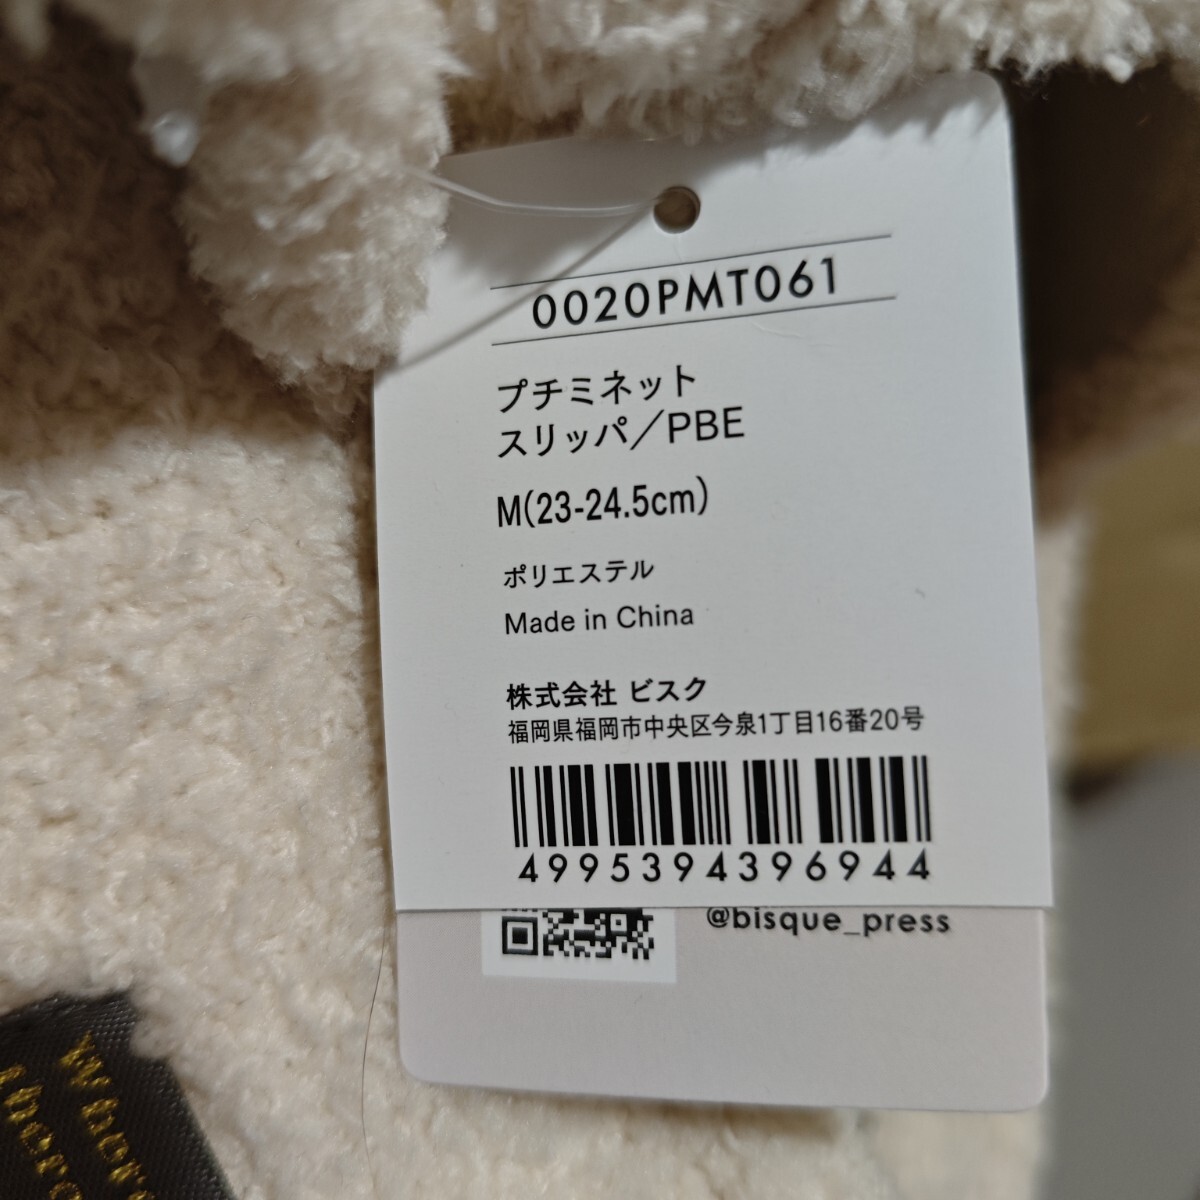 0020PMT061
プチミネット
スリッパ／PBE
M(23-24.5cm)
ポリエステル
Made in China
株式会社 ビスク
福岡県福岡市中央区今泉1丁目16番20号
4995394396944
@bisque_press